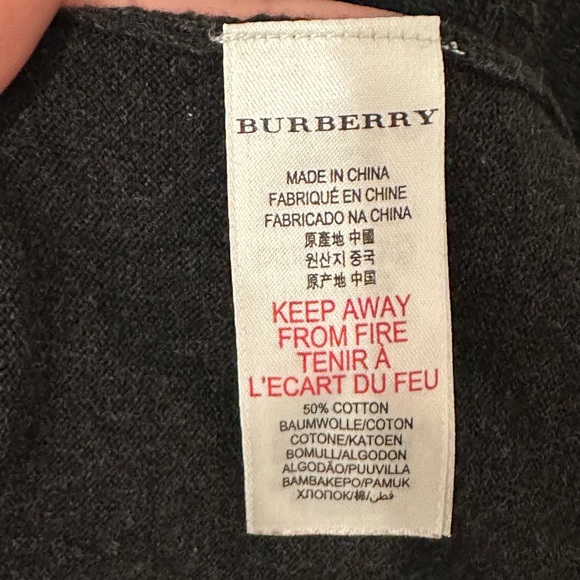 BURBERRY
MADE IN CHINA
FABRIQUÉ EN CHINE
FABRICADO NA CHINA
原產地 中國
원산지 중국
原产地 中国
KEEP AWAY
FROM FIRE
TENIR À
L'ECART DU FEU
50% COTTON
BAUMWOLLE/COTON
COTONE/KATOEN
BOMULL/ALGODON
ALGODÃO/PUUVILLA
BAMBAKEPO/PAMUK
ХЛОПОК/棉/قطن